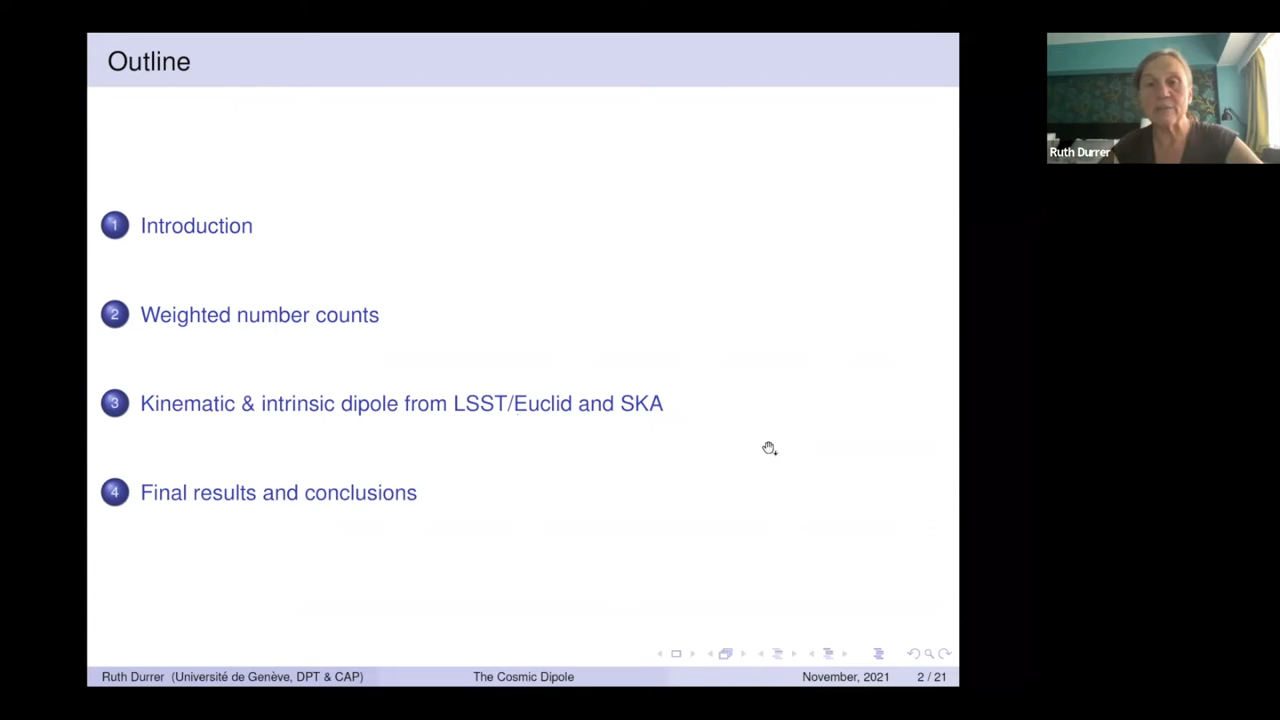 Outline
Ruth Durrer
1 Introduction
2 Weighted number counts
3 Kinematic & intrinsic dipole from LSST/Euclid and SKA
4 Final results and conclusions
Ruth Durrer (Université de Genève, DPT & CAP) The Cosmic Dipole November, 2021 2 / 21